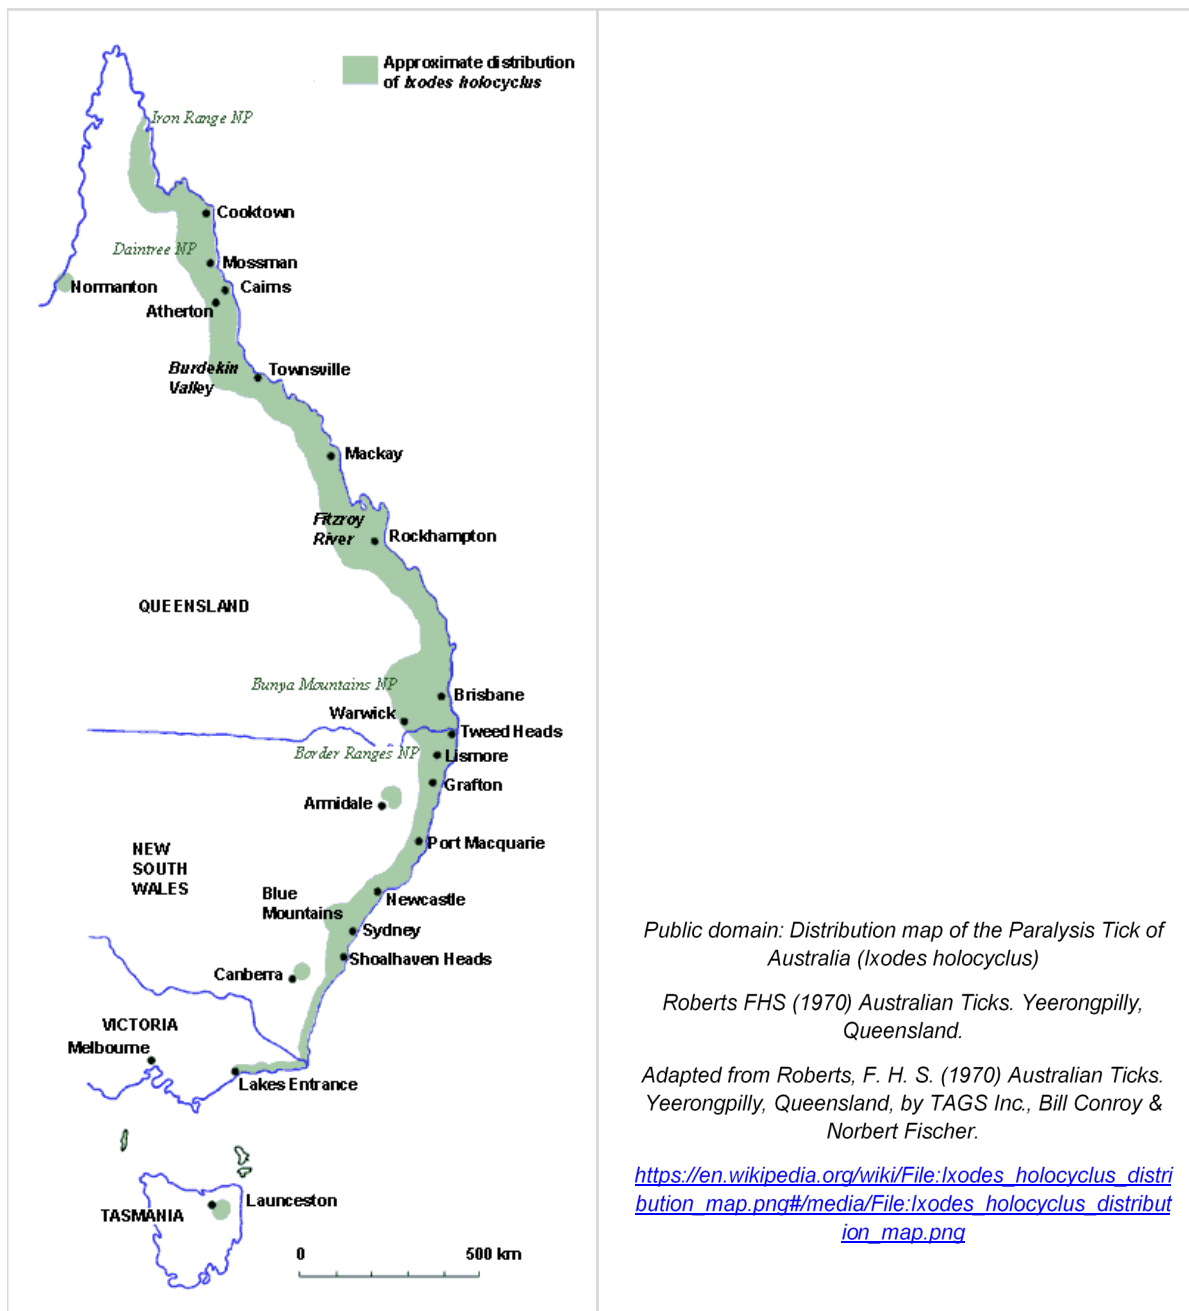 Approximate distribution
of Ixodes holocyclus
Iron Range NP
Cooktown
Daintree NP
Mossman
Normanton
Cairns
Atherton
Burdekin
Valley
Townsville
Mackay
Fitzroy
River
Rockhampton
QUEENSLAND
Bunya Mountains NP
Brisbane
Warwick
Tweed Heads
Border Ranges NP
Lismore
Grafton
Armidale
Port Macquarie
NEW
SOUTH
WALES
Blue
Mountains
Newcastle
Sydney
Shoalhaven Heads
Canberra
VICTORIA
Melbourne
Lakes Entrance
Launceston
TASMANIA
0 500 km
Public domain: Distribution map of the Paralysis Tick of
Australia (Ixodes holocyclus)
Roberts FHS (1970) Australian Ticks. Yeerongpilly,
Queensland.
Adapted from Roberts, F. H. S. (1970) Australian Ticks.
Yeerongpilly, Queensland, by TAGS Inc., Bill Conroy &
Norbert Fischer.
https://en.wikipedia.org/wiki/File:Ixodes_holocyclus_distri
bution_map.png#/media/File:Ixodes_holocyclus_distribut
ion_map.png